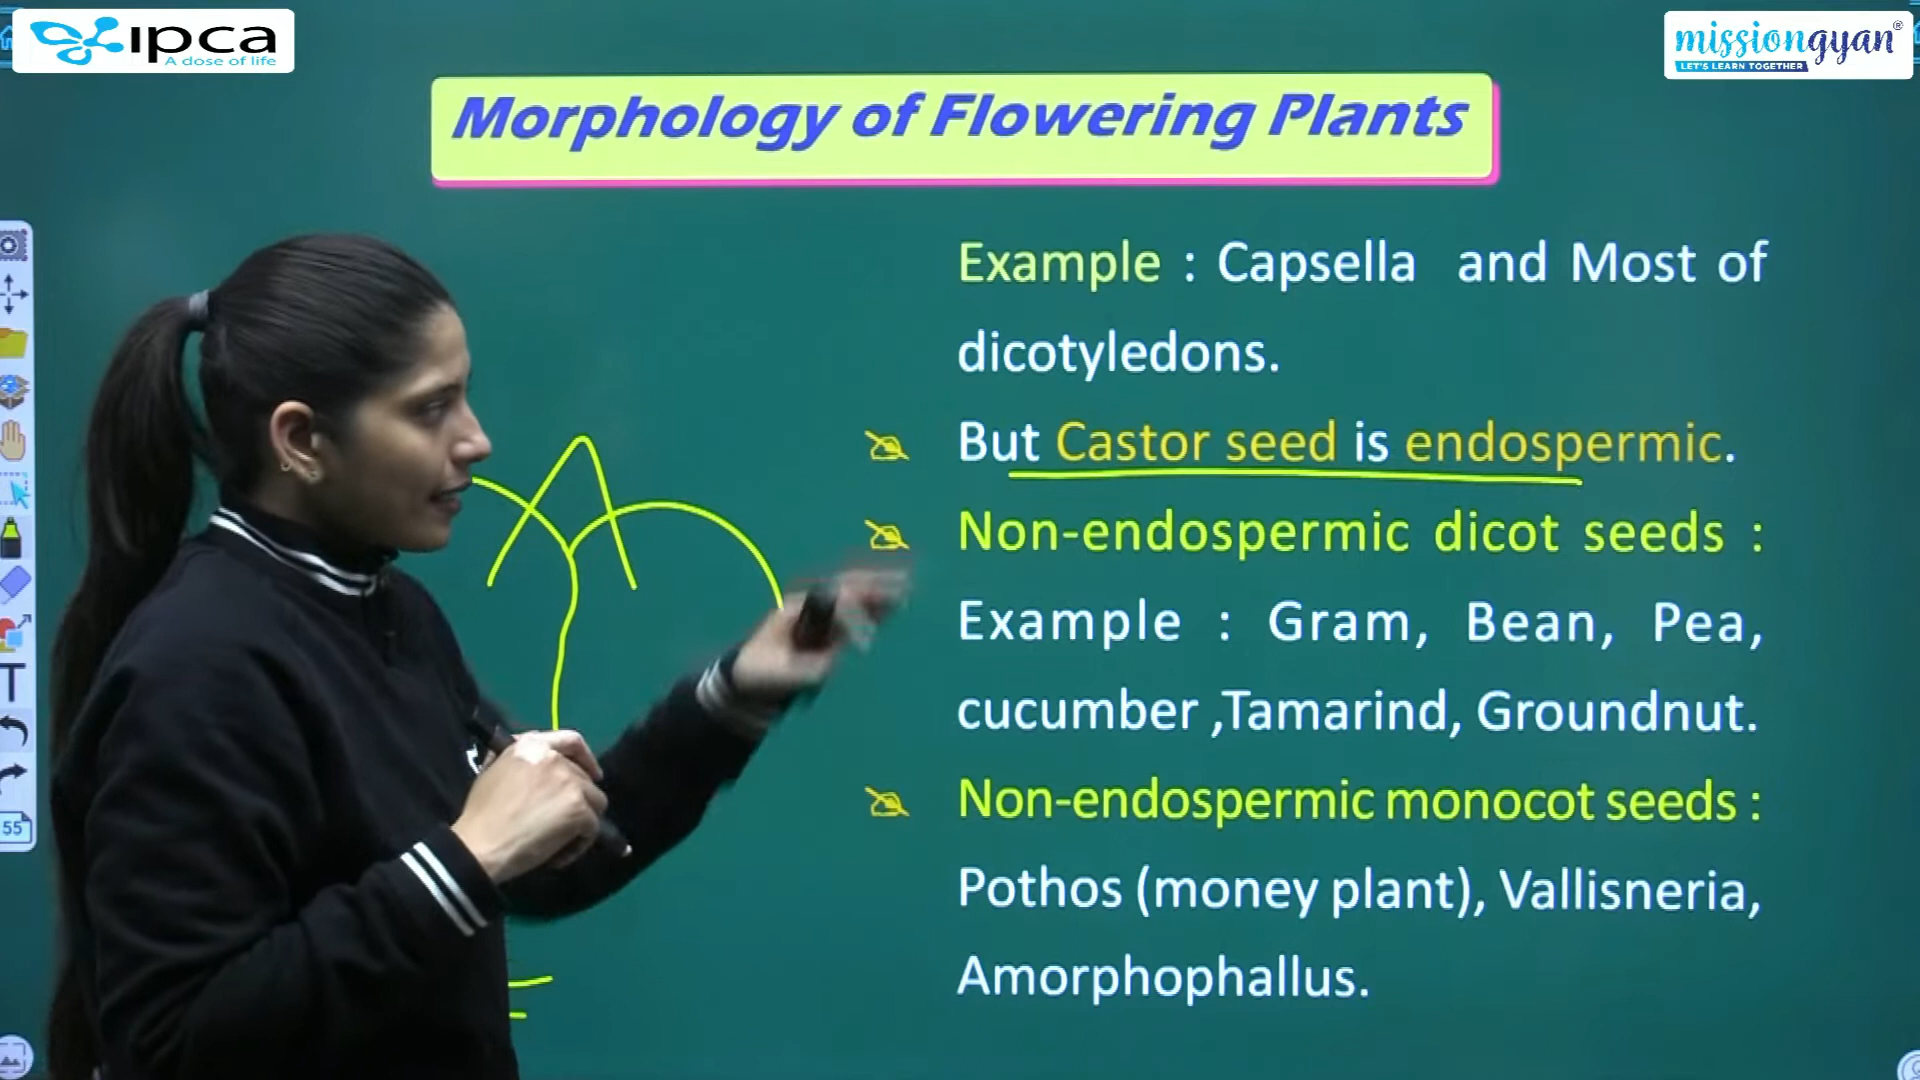 ipca
A dose of life
missiongyan®
LET'S LEARN TOGETHER
Morphology of Flowering Plants
Example : Capsella and Most of
dicotyledons.
But Castor seed is endospermic.
Non-endospermic dicot seeds :
Example : Gram, Bean, Pea,
cucumber ,Tamarind, Groundnut.
Non-endospermic monocot seeds :
Pothos (money plant), Vallisneria,
Amorphophallus.
T
55